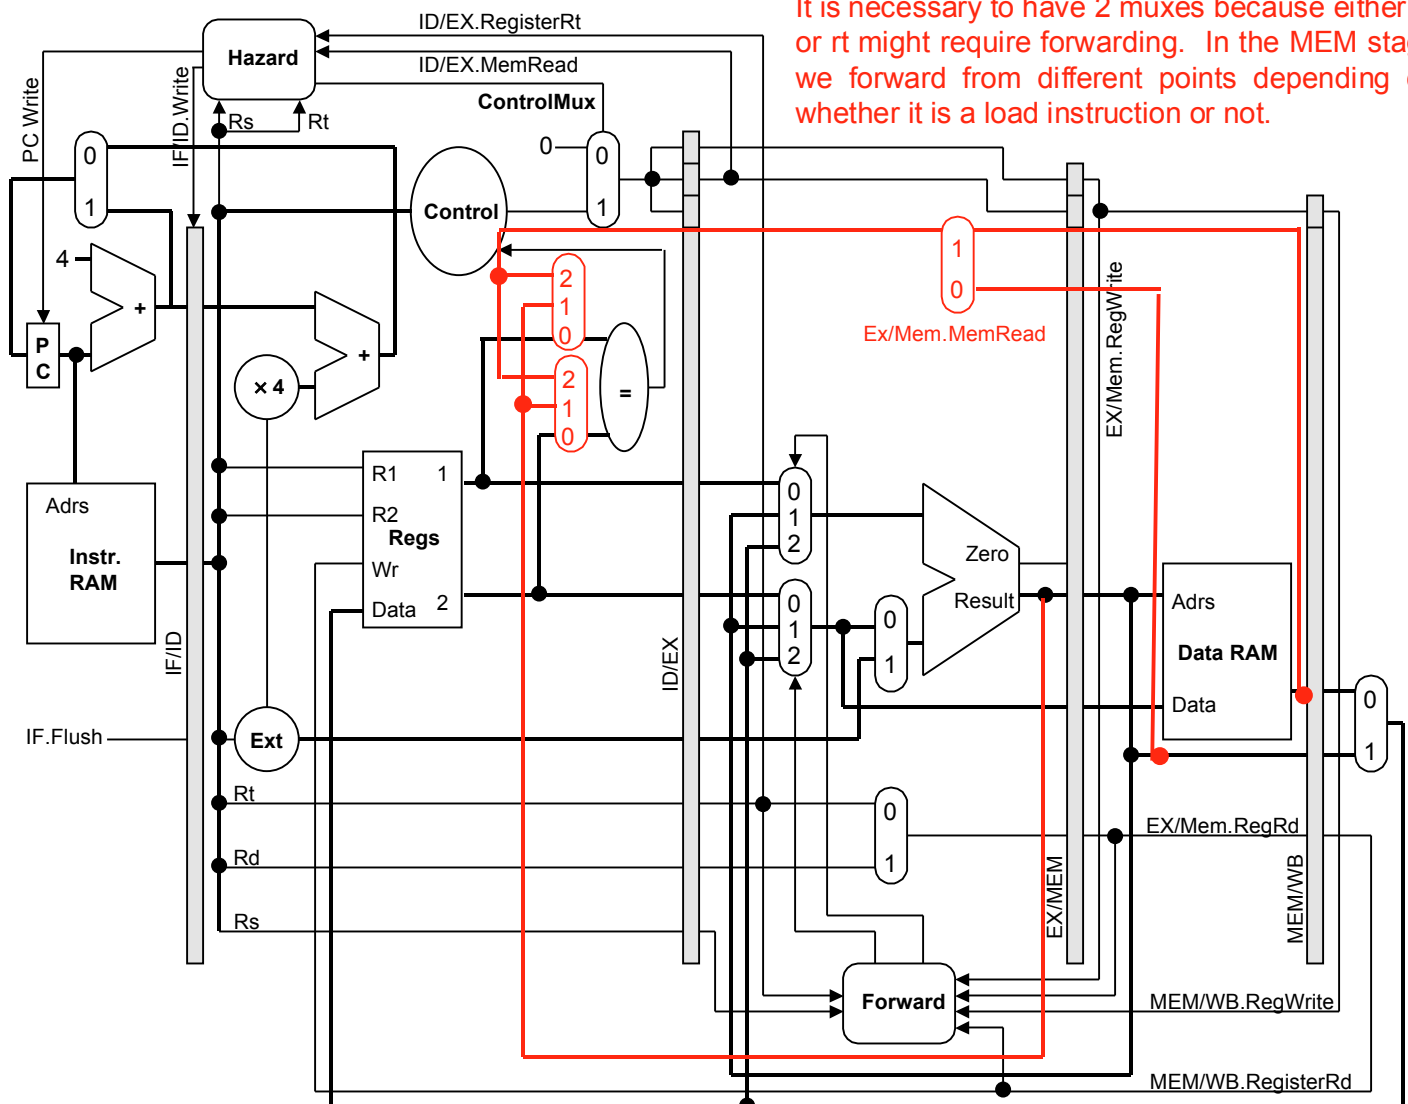 It is necessary to have 2 muxes because either
or rt might require forwarding. In the MEM
we forward from different points depending
whether it is a load instruction or not.
ID/EX.RegisterRt
Hazard
ID/EX.MemRead
ControlMux
PC Write
IF/ID.Write
Rs
Rt
0
0
1
0
1
Control
4
+
P
C
× 4
+
2
1
0
2
1
0
=
1
0
Ex/Mem.MemRead
EX/Mem.RegWrite
Adrs
Instr.
RAM
R1
1
R2
Regs
Wr
Data
2
0
1
2
0
1
2
0
1
Zero
Result
Adrs
Data RAM
Data
0
1
IF/ID
ID/EX
IF.Flush
Ext
Rt
0
EX/Mem.RegRd
Rd
1
Rs
EX/MEM
MEM/WB
Forward
MEM/WB.RegWrite
MEM/WB.RegisterRd